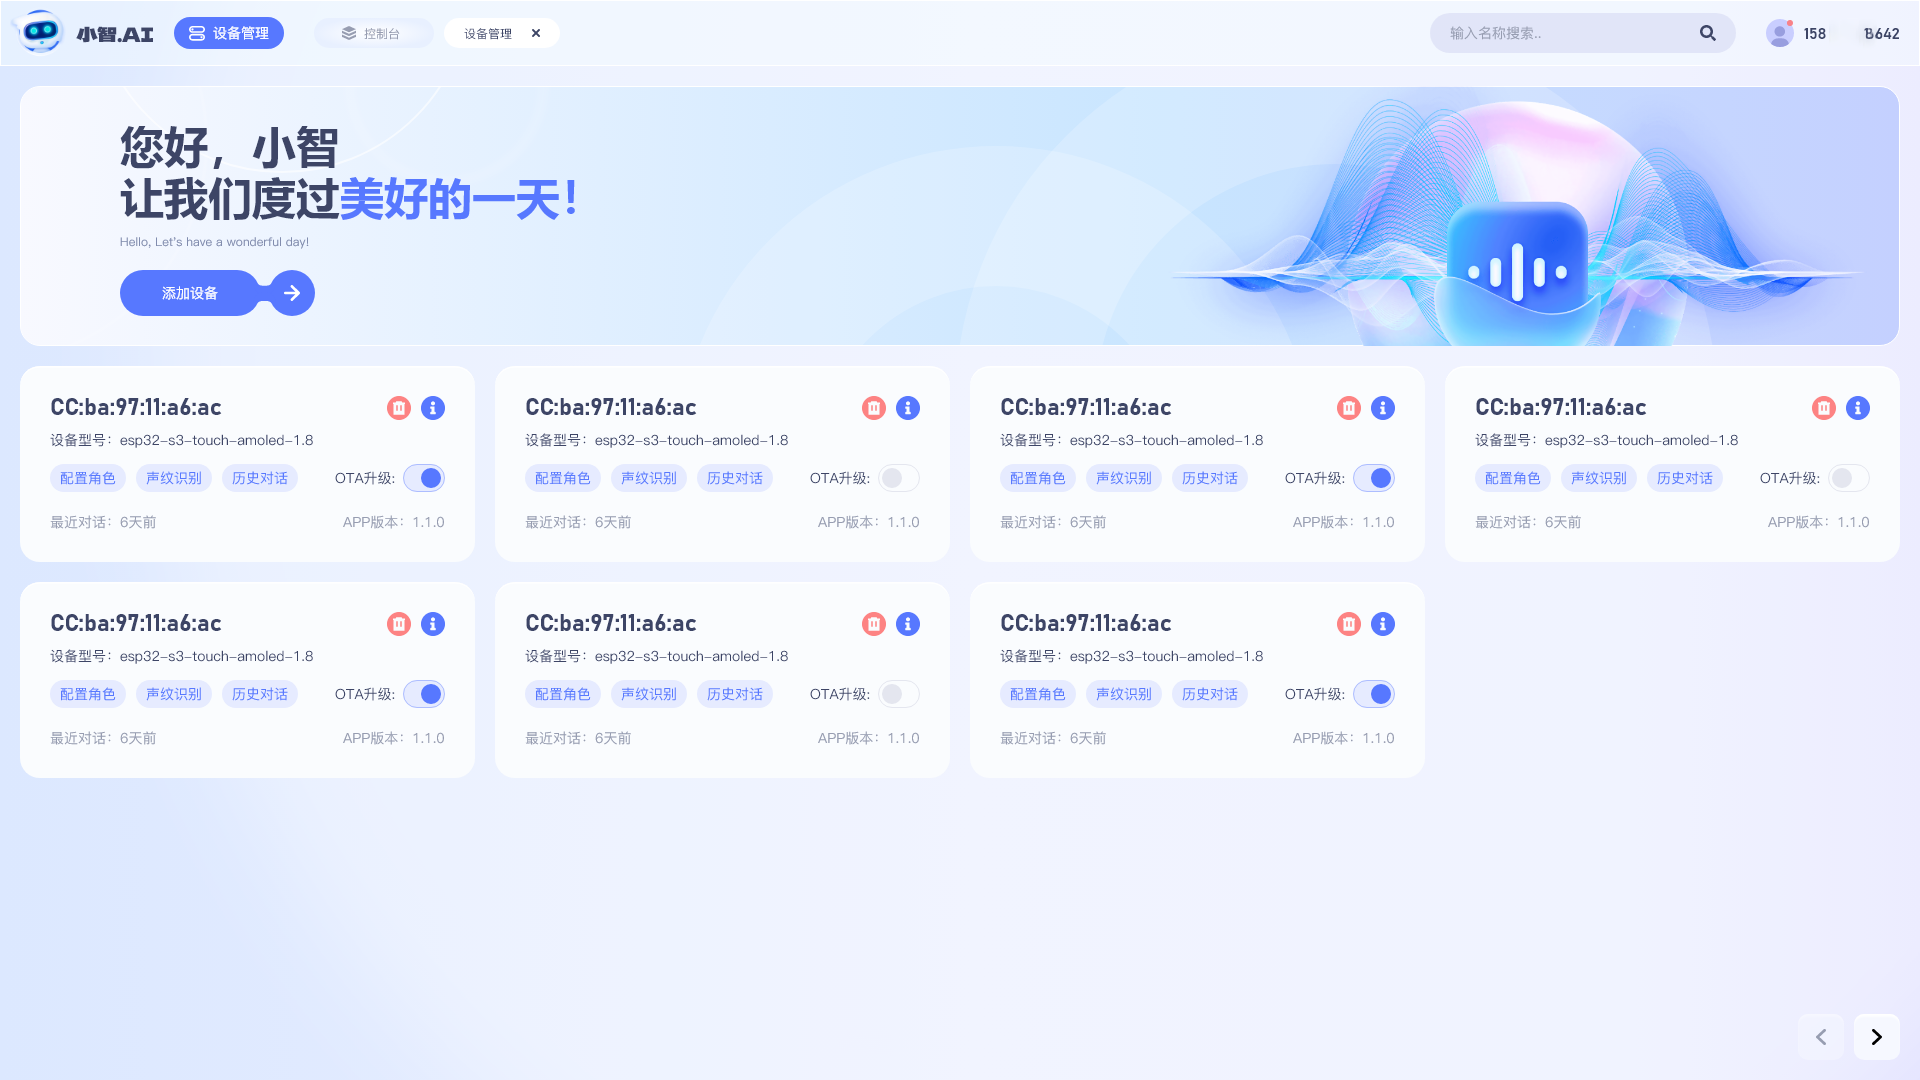 小智.AI
设备管理
控制台
设备管理
输入名称搜索..
158
642
您好，小智
让我们度过美好的一天！
Hello, Let's have a wonderful day!
添加设备
CC:ba:97:11:a6:ac
设备型号：esp32-s3-touch-amoled-1.8
配置角色 声纹识别 历史对话 OTA升级:
最近对话：6天前 APP版本：1.1.0
CC:ba:97:11:a6:ac
设备型号：esp32-s3-touch-amoled-1.8
配置角色 声纹识别 历史对话 OTA升级:
最近对话：6天前 APP版本：1.1.0
CC:ba:97:11:a6:ac
设备型号：esp32-s3-touch-amoled-1.8
配置角色 声纹识别 历史对话 OTA升级:
最近对话：6天前 APP版本：1.1.0
CC:ba:97:11:a6:ac
设备型号：esp32-s3-touch-amoled-1.8
配置角色 声纹识别 历史对话 OTA升级:
最近对话：6天前 APP版本：1.1.0
CC:ba:97:11:a6:ac
设备型号：esp32-s3-touch-amoled-1.8
配置角色 声纹识别 历史对话 OTA升级:
最近对话：6天前 APP版本：1.1.0
CC:ba:97:11:a6:ac
设备型号：esp32-s3-touch-amoled-1.8
配置角色 声纹识别 历史对话 OTA升级:
最近对话：6天前 APP版本：1.1.0
CC:ba:97:11:a6:ac
设备型号：esp32-s3-touch-amoled-1.8
配置角色 声纹识别 历史对话 OTA升级:
最近对话：6天前 APP版本：1.1.0